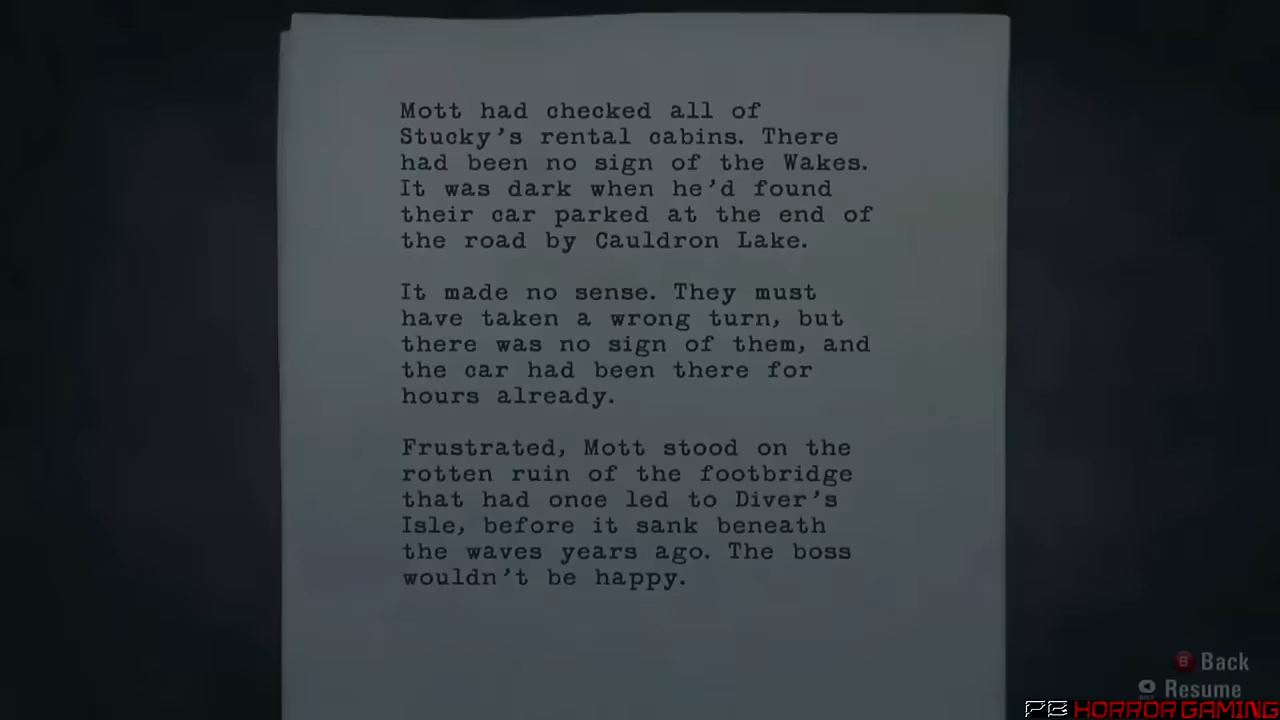 Mott had checked all of
Stucky's rental cabins. There
had been no sign of the Wakes.
It was dark when he'd found
their car parked at the end of
the road by Cauldron Lake.
It made no sense. They must
have taken a wrong turn, but
there was no sign of them, and
the car had been there for
hours already.
Frustrated, Mott stood on the
rotten ruin of the footbridge
that had once led to Diver's
Isle, before it sank beneath
the waves years ago. The boss
wouldn't be happy.
B Back
BACK Resume
PE HORROR GAMING